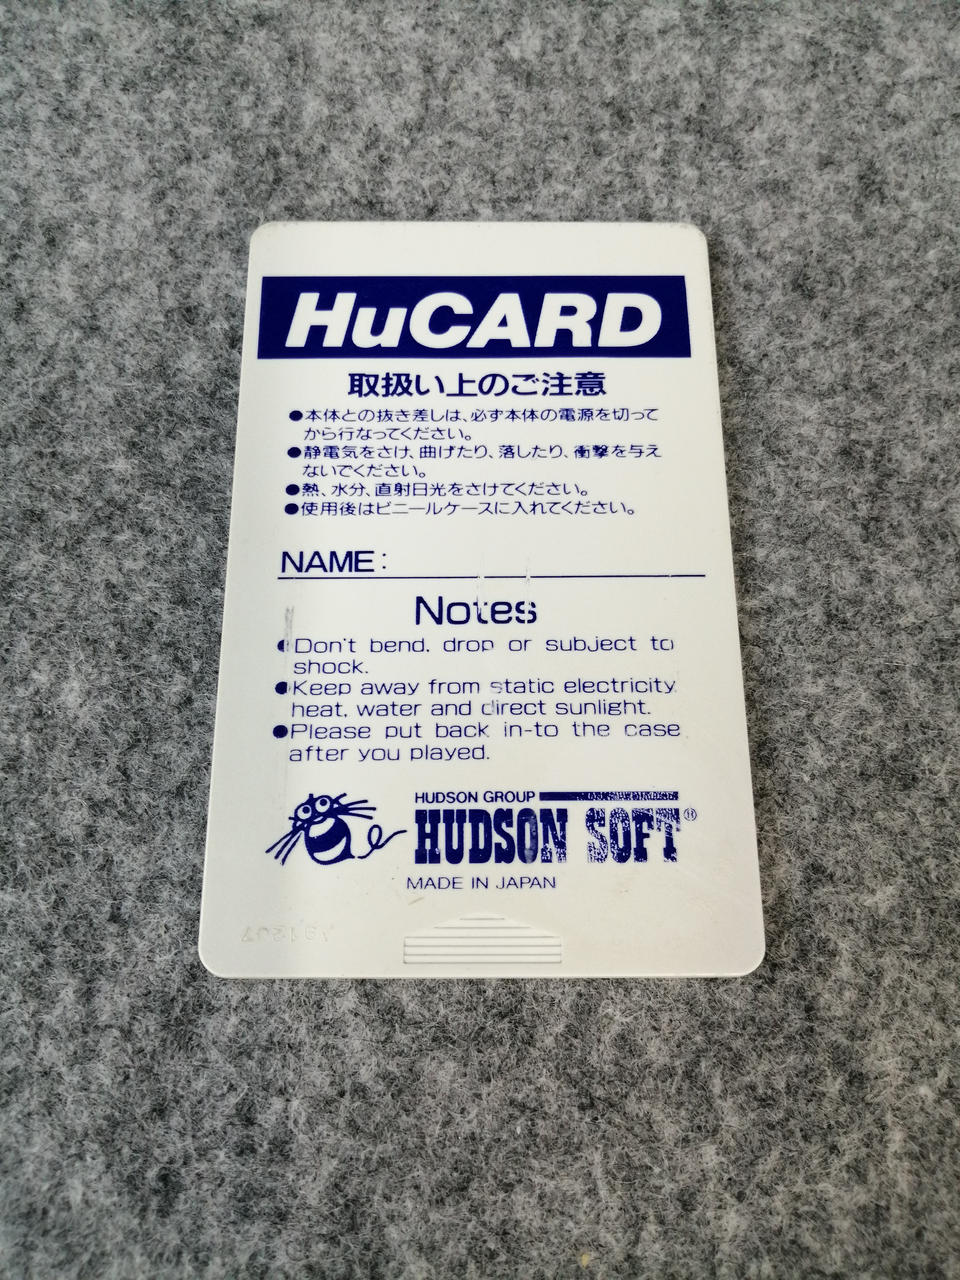 HuCARD
取扱い上のご注意
●本体との抜き差しは、必ず本体の電源を切って
から行なってください。
●静電気をさけ、曲げたり、落したり、衝撃を与え
ないでください。
●熱、水分、直射日光をさけてください。
●使用後はビニールケースに入れてください。
NAME:
Notes
●Don't bend, drop or subject to
shock.
●Keep away from static electricity
heat, water and direct sunlight.
●Please put back in-to the case
after you played.
HUDSON GROUP
HUDSON SOFT®
MADE IN JAPAN